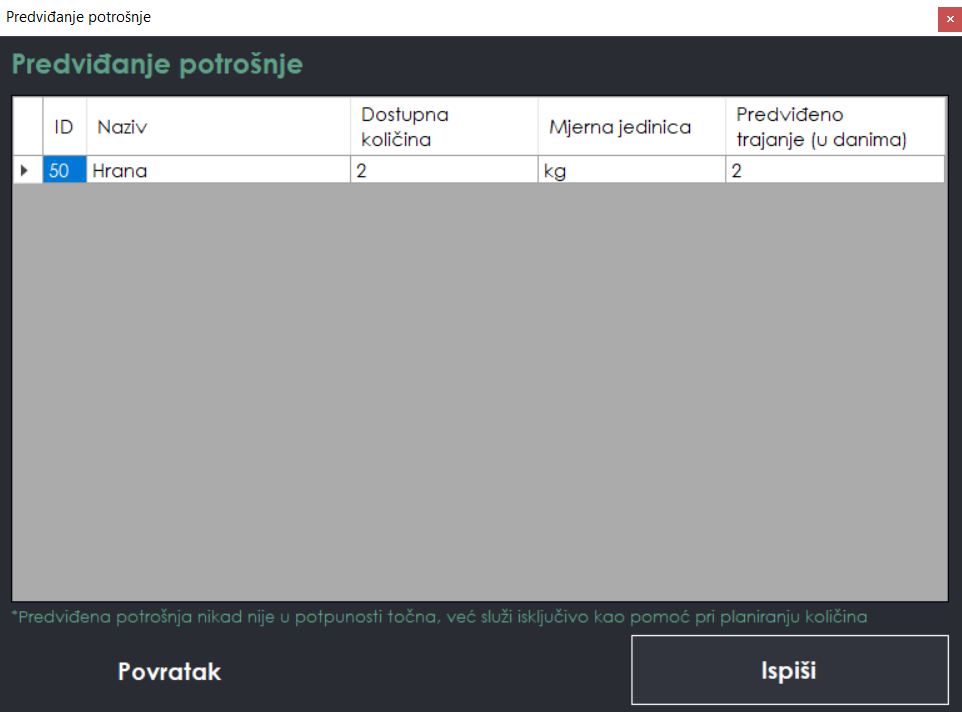 Predviđanje potrošnje
Predviđanje potrošnje
ID Naziv Dostupna količina Mjerna jedinica Predviđeno trajanje (u danima)
50 Hrana 2 kg 2
*Predviđena potrošnja nikad nije u potpunosti točna, već služi isključivo kao pomoć pri planiranju količina
Povratak Ispiši